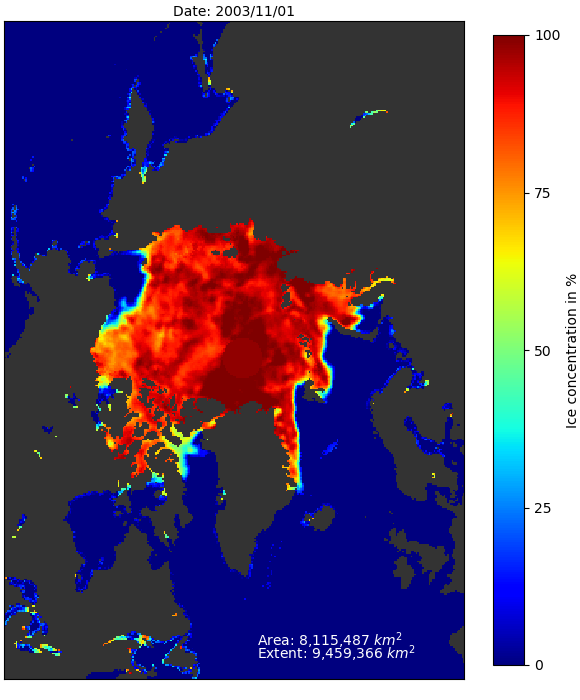 Date: 2003/11/01
100
75
50
25
0
Ice concentration in %
Area: 8,115,487 km²
Extent: 9,459,366 km²